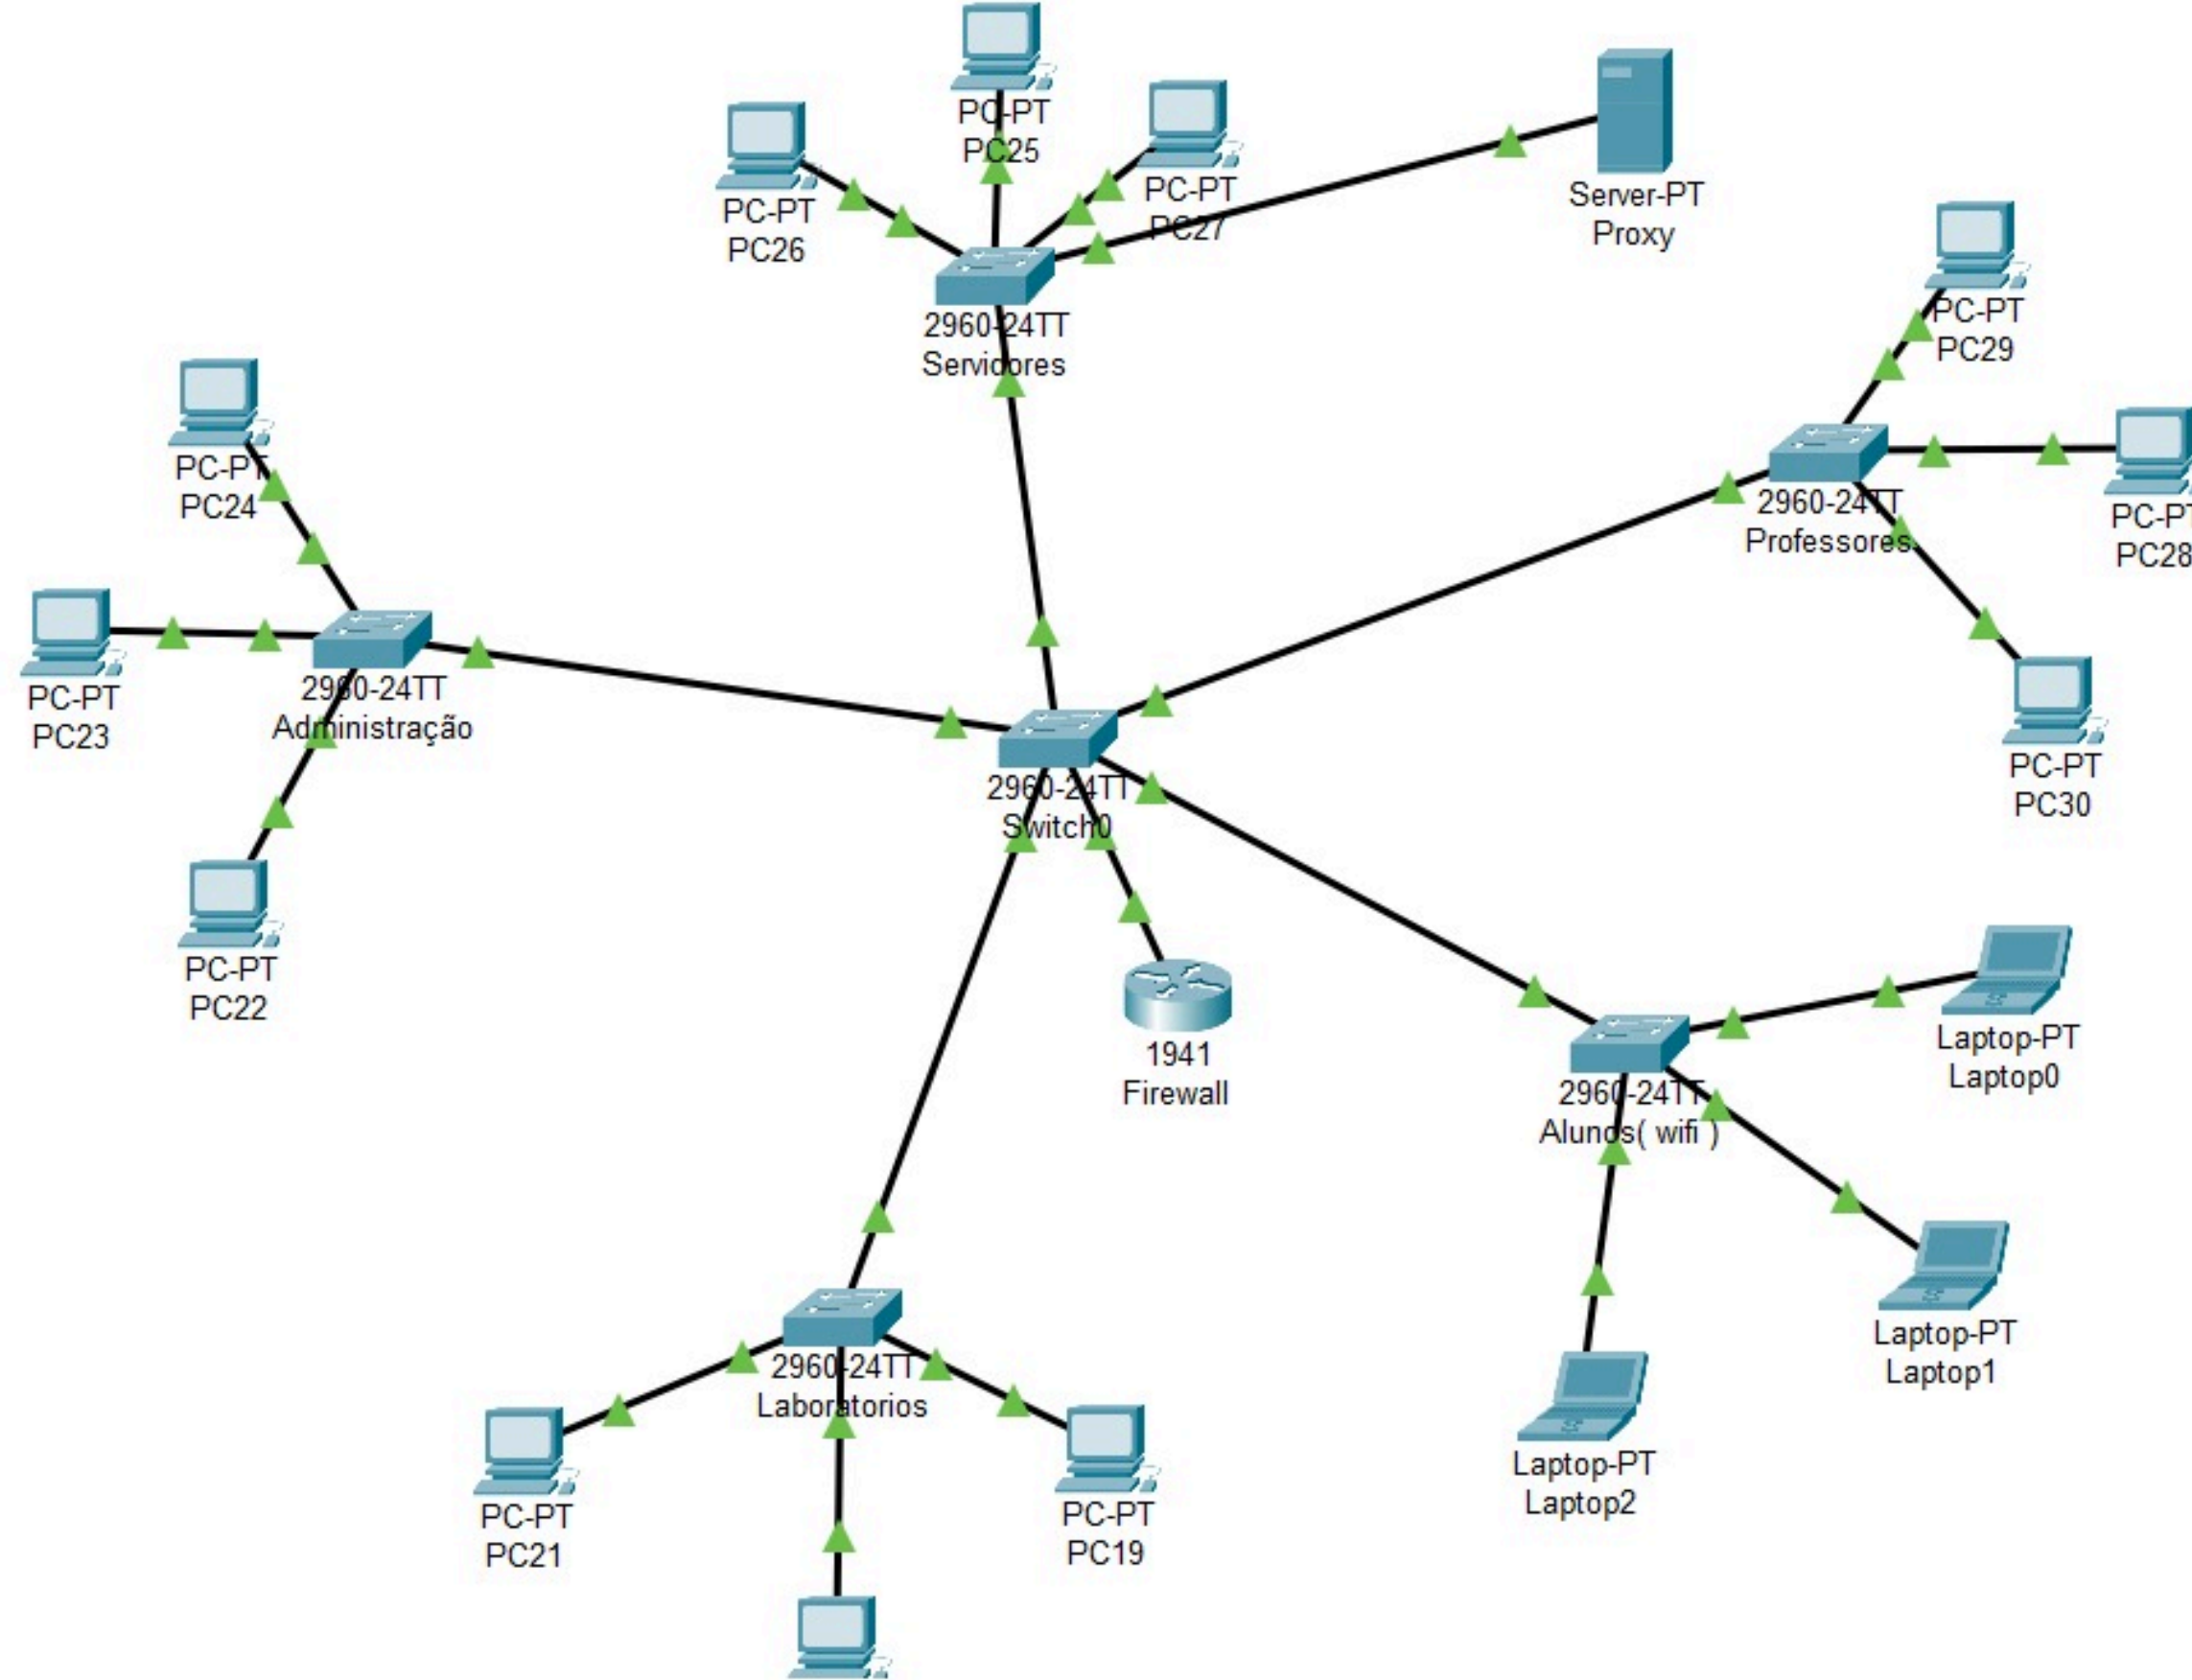 PC-PT
PC25
PC-PT
PC26
PC-PT
PC27
Server-PT
Proxy
2960-24TT
Servidores
PC-PT
PC29
PC-PT
PC24
2960-24TT
Professores
PC-PT
PC28
PC-PT
PC23
2960-24TT
Administração
PC-PT
PC30
2960-24TT
Switch0
PC-PT
PC22
1941
Firewall
Laptop-PT
Laptop0
2960-24TT
Alunos( wifi )
Laptop-PT
Laptop1
2960-24TT
Laboratorios
Laptop-PT
Laptop2
PC-PT
PC21
PC-PT
PC19